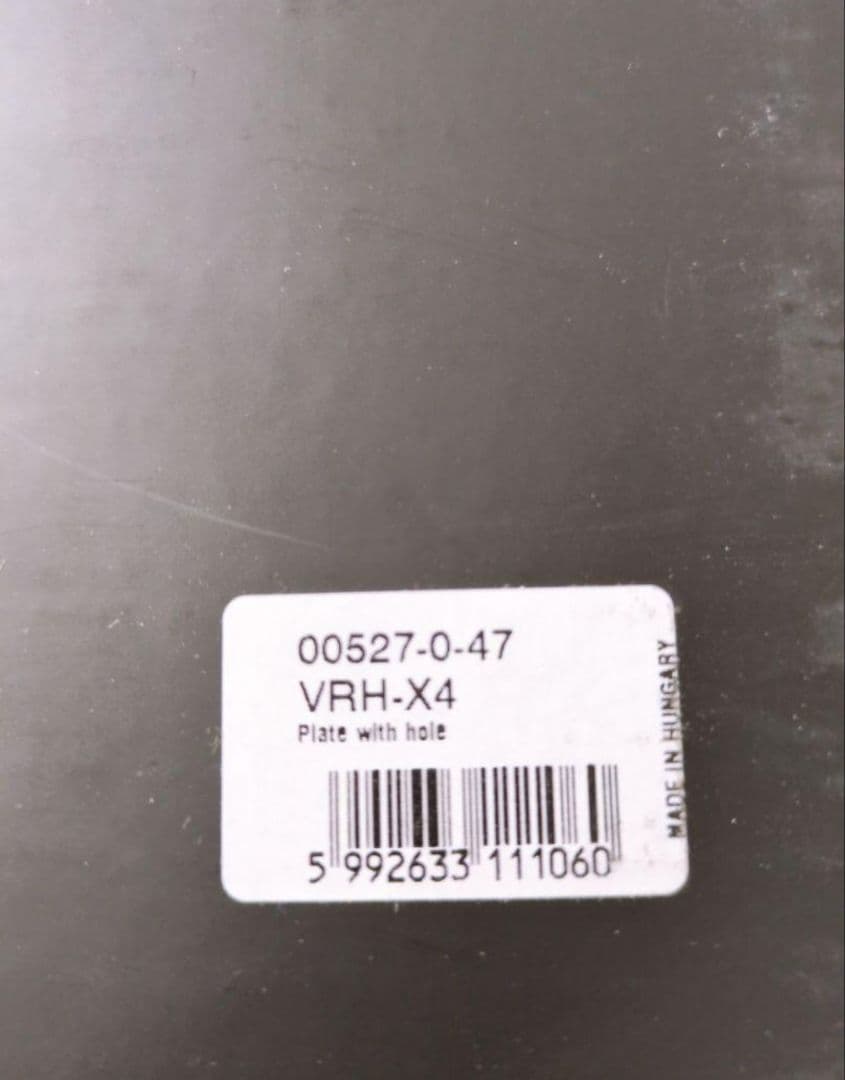 00527-0-47
VRH-X4
Plate with hole
5 992633 111060
MADE IN HUNGARY